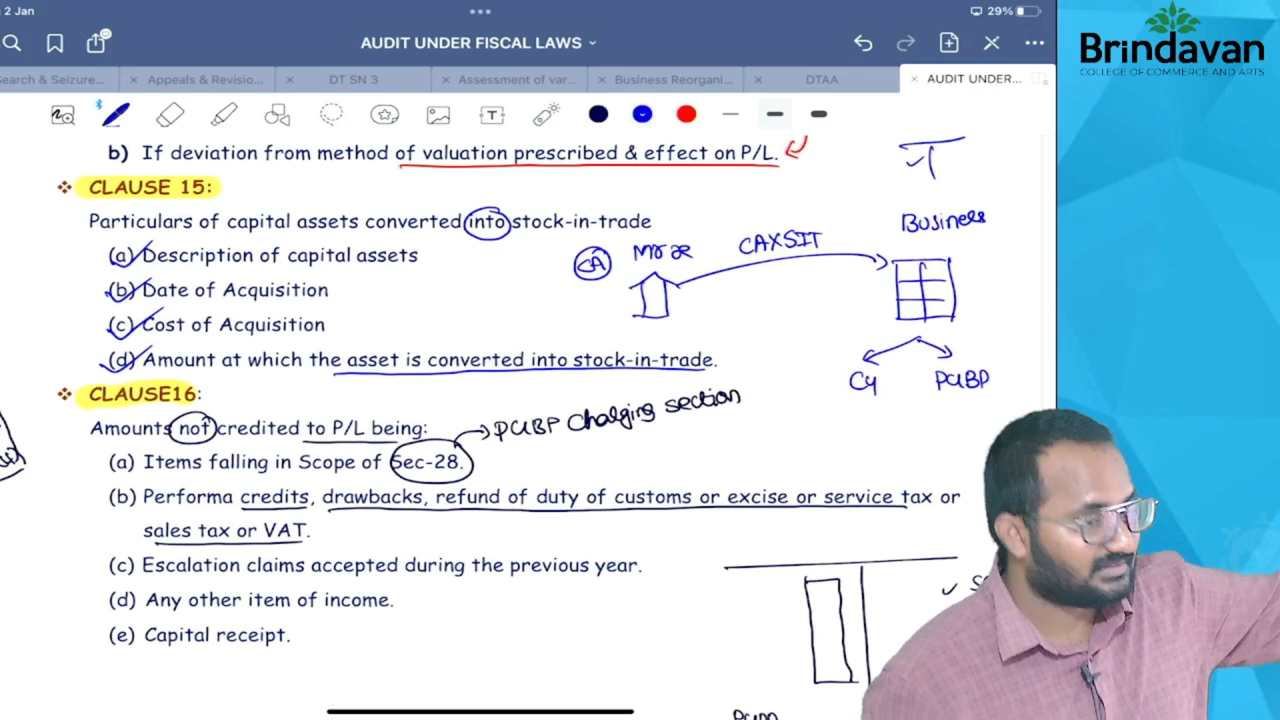 2 Jan
29%
AUDIT UNDER FISCAL LAWS
Brindavan
COLLEGE OF COMMERCE AND ARTS
earch & Seizure...
Appeals & Revisio...
DT SN 3
Assessment of var...
Business Reorgani...
DTAA
AUDIT UNDER...
b) If deviation from method of valuation prescribed & effect on P/L.
CLAUSE 15:
Particulars of capital assets converted into stock-in-trade
Business
(a) Description of capital assets
CA
CAXSIT
(b) Date of Acquisition
(c) Cost of Acquisition
(d) Amount at which the asset is converted into stock-in-trade.
PGBP
CLAUSE16:
Amounts not credited to P/L being:
PGBP Charging section
(a) Items falling in Scope of Sec-28.
(b) Performa credits, drawbacks, refund of duty of customs or excise or service tax or
sales tax or VAT.
(c) Escalation claims accepted during the previous year.
(d) Any other item of income.
(e) Capital receipt.